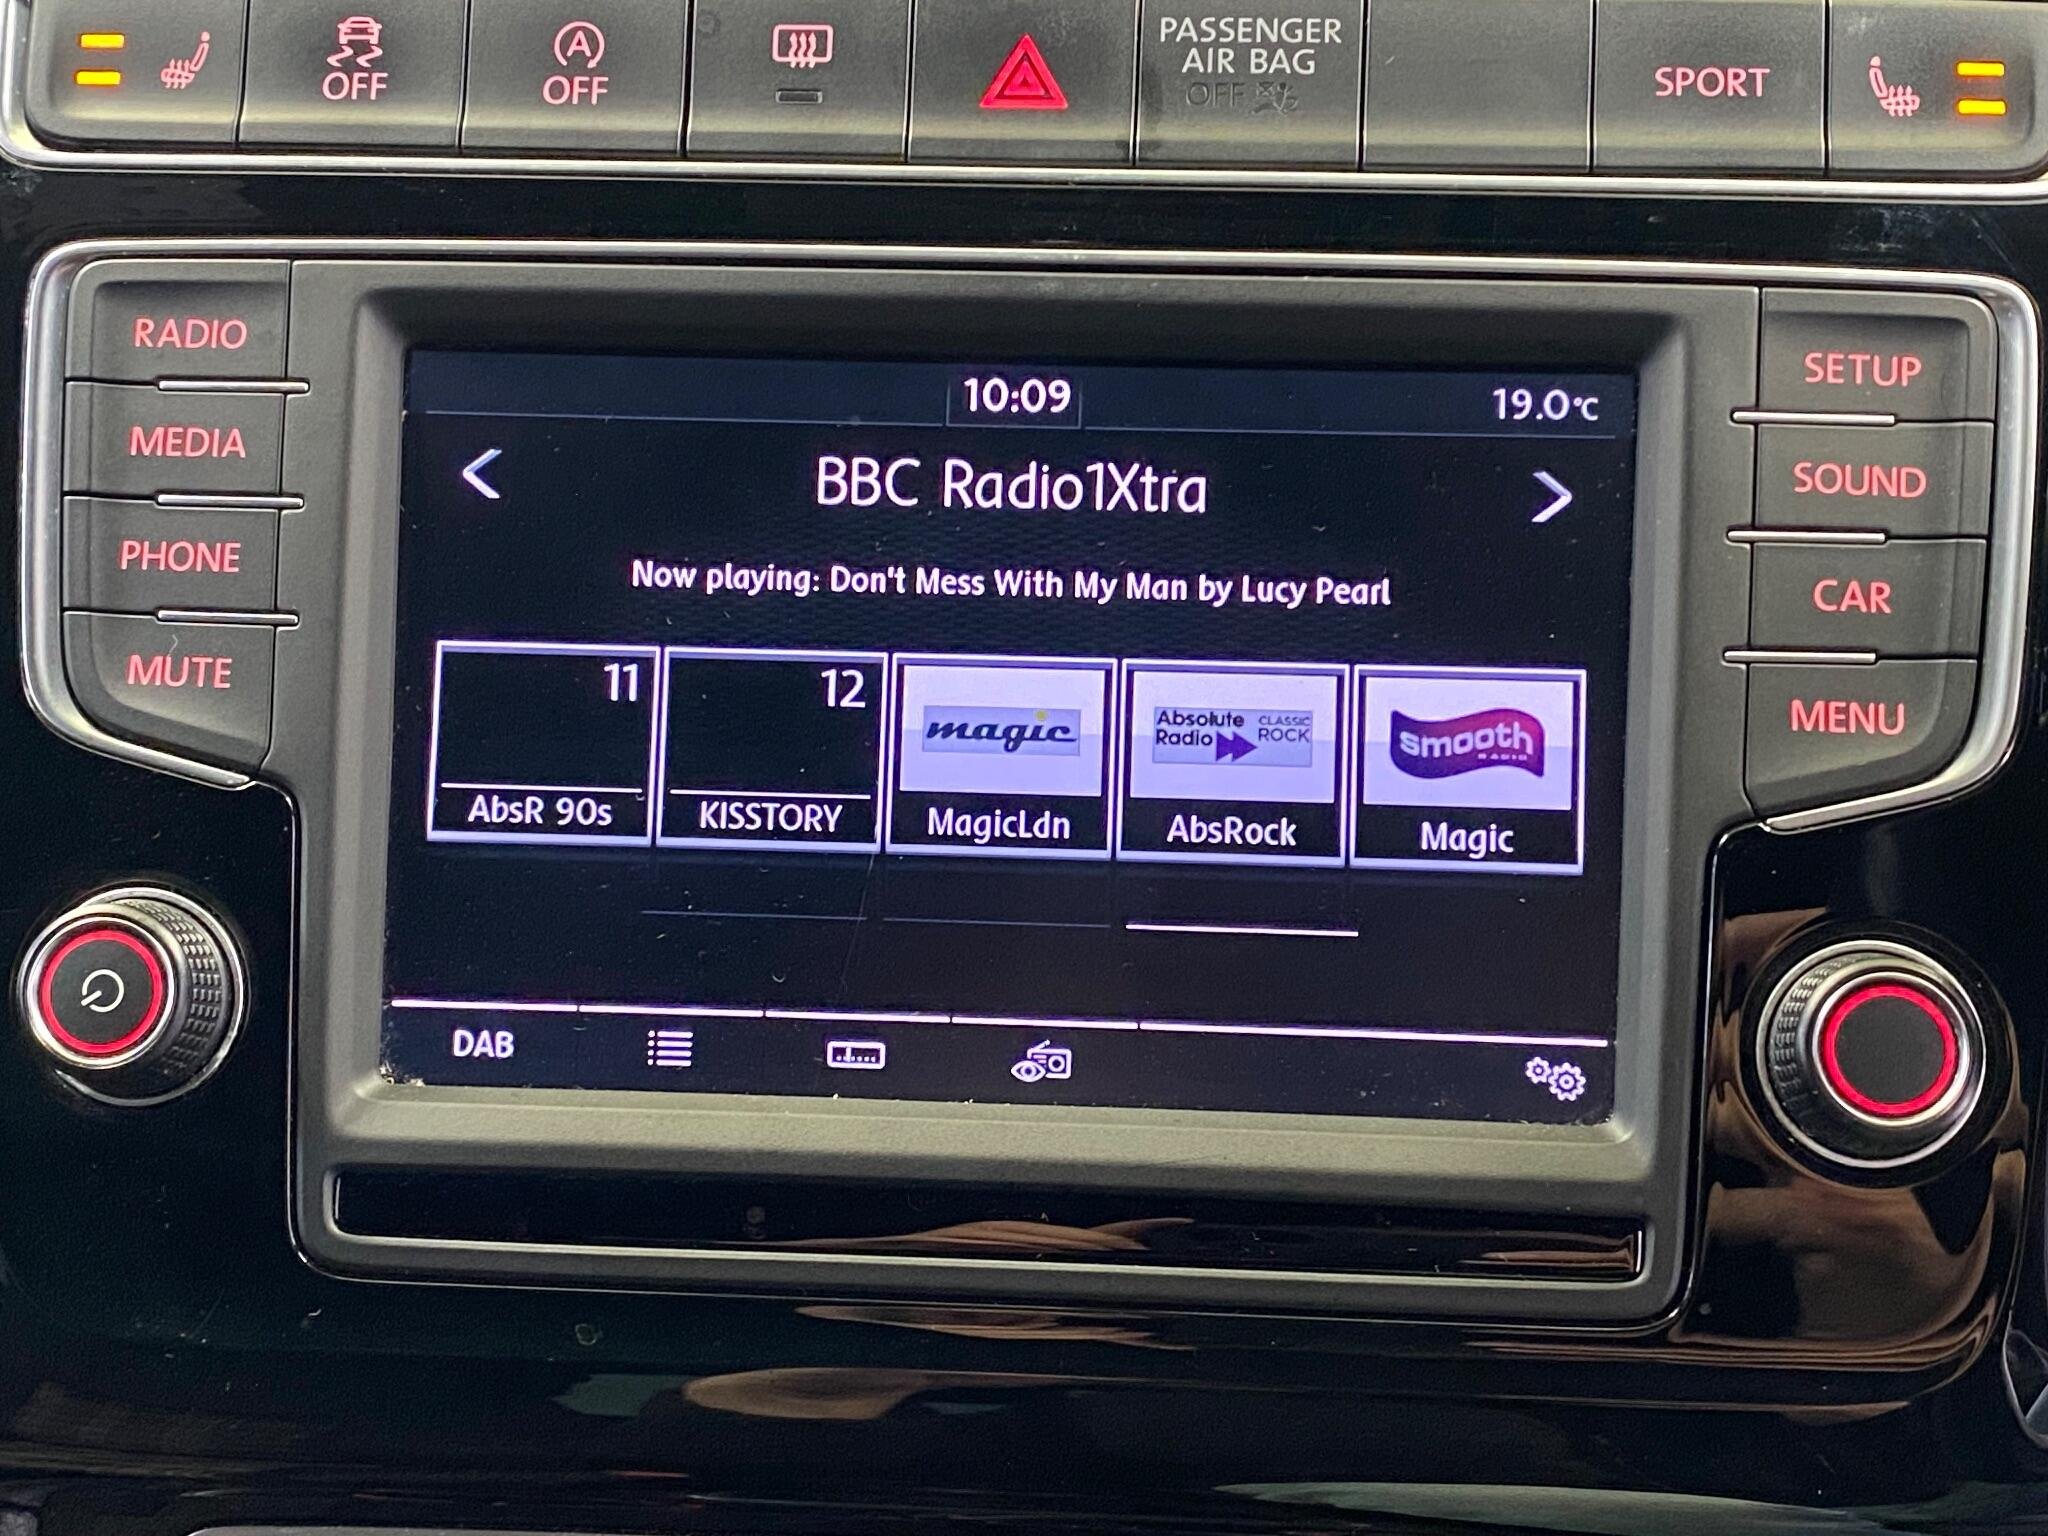 OFF
A
OFF
PASSENGER
AIR BAG
OFF
SPORT
RADIO
MEDIA
PHONE
MUTE
SETUP
SOUND
CAR
MENU
10:09
19.0°C
BBC Radio1Xtra
Now playing: Don't Mess With My Man by Lucy Pearl
11
AbsR 90s
12
KISSTORY
magic
MagicLdn
Absolute
Radio
CLASSIC
ROCK
AbsRock
smooth
RADIO
Magic
DAB